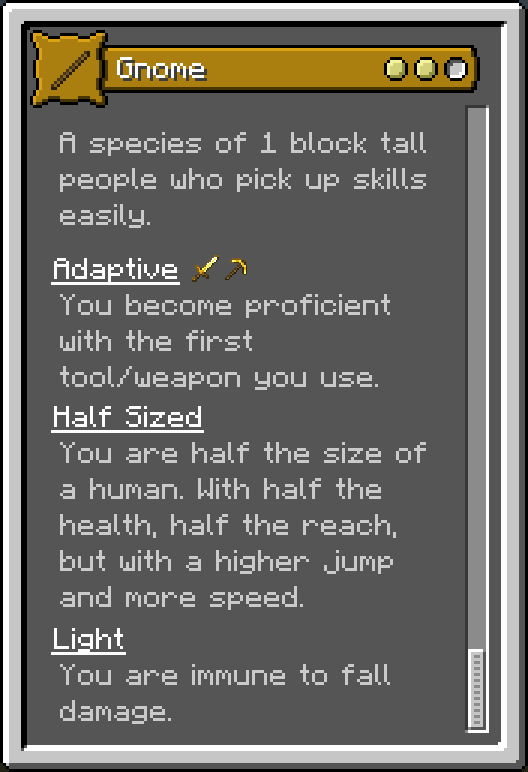 Gnome
A species of 1 block tall
people who pick up skills
easily.
Adaptive
You become proficient
with the first
tool/weapon you use.
Half Sized
You are half the size of
a human. With half the
health, half the reach,
but with a higher jump
and more speed.
Light
You are immune to fall
damage.